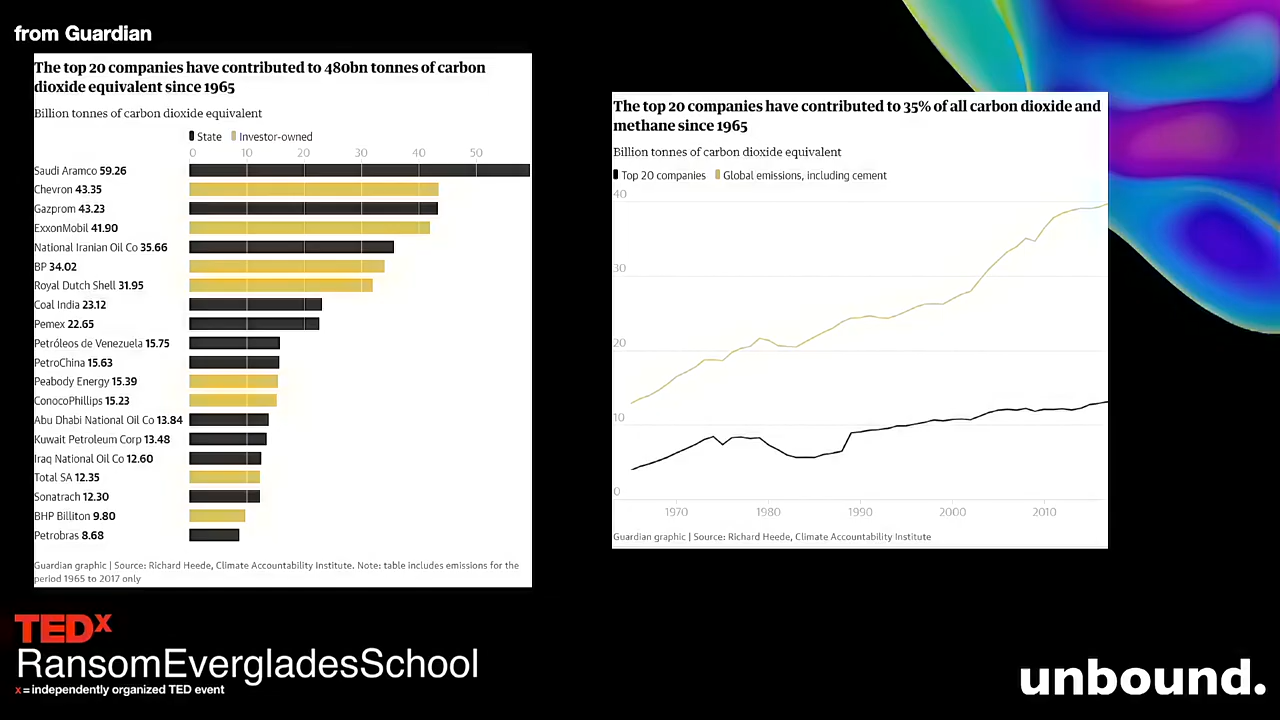 from Guardian
The top 20 companies have contributed to 480bn tonnes of carbon
dioxide equivalent since 1965
Billion tonnes of carbon dioxide equivalent
State Investor-owned
0 10 20 30 40 50
Saudi Aramco 59.26
Chevron 43.35
Gazprom 43.23
ExxonMobil 41.90
National Iranian Oil Co 35.66
BP 34.02
Royal Dutch Shell 31.95
Coal India 23.12
Pemex 22.65
Petróleos de Venezuela 15.75
PetroChina 15.63
Peabody Energy 15.39
ConocoPhillips 15.23
Abu Dhabi National Oil Co 13.84
Kuwait Petroleum Corp 13.48
Iraq National Oil Co 12.60
Total SA 12.35
Sonatrach 12.30
BHP Billiton 9.80
Petrobras 8.68
Guardian graphic | Source: Richard Heede, Climate Accountability Institute. Note: table includes emissions for the
period 1965 to 2017 only
The top 20 companies have contributed to 35% of all carbon dioxide and
methane since 1965
Billion tonnes of carbon dioxide equivalent
Top 20 companies Global emissions, including cement
40
30
20
10
0
1970 1980 1990 2000 2010
Guardian graphic | Source: Richard Heede, Climate Accountability Institute
TEDx
RansomEvergladesSchool
x = independently organized TED event
unbound.